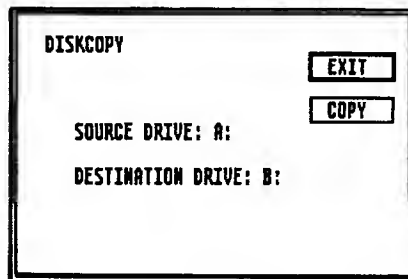 DISKCOPY
EXIT
COPY
SOURCE DRIVE: A:
DESTINATION DRIVE: B: